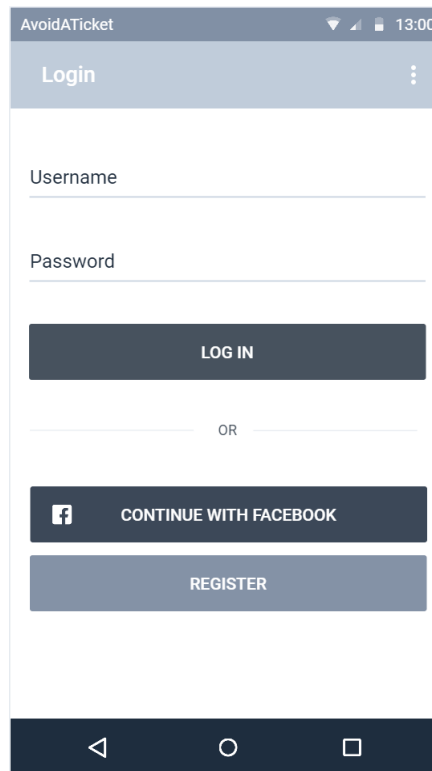 AvoidATicket 13:00
Login
Username
Password
LOG IN
OR
CONTINUE WITH FACEBOOK
REGISTER